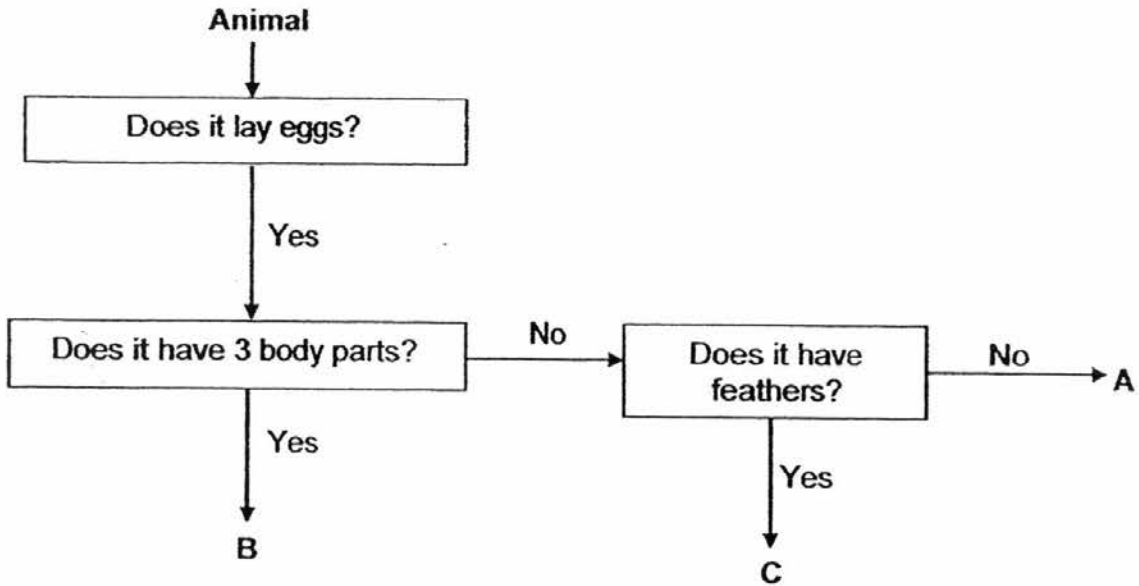 Animal
Does it lay eggs?
Yes
Does it have 3 body parts?
No
Does it have
feathers?
No
A
Yes
B
Yes
C